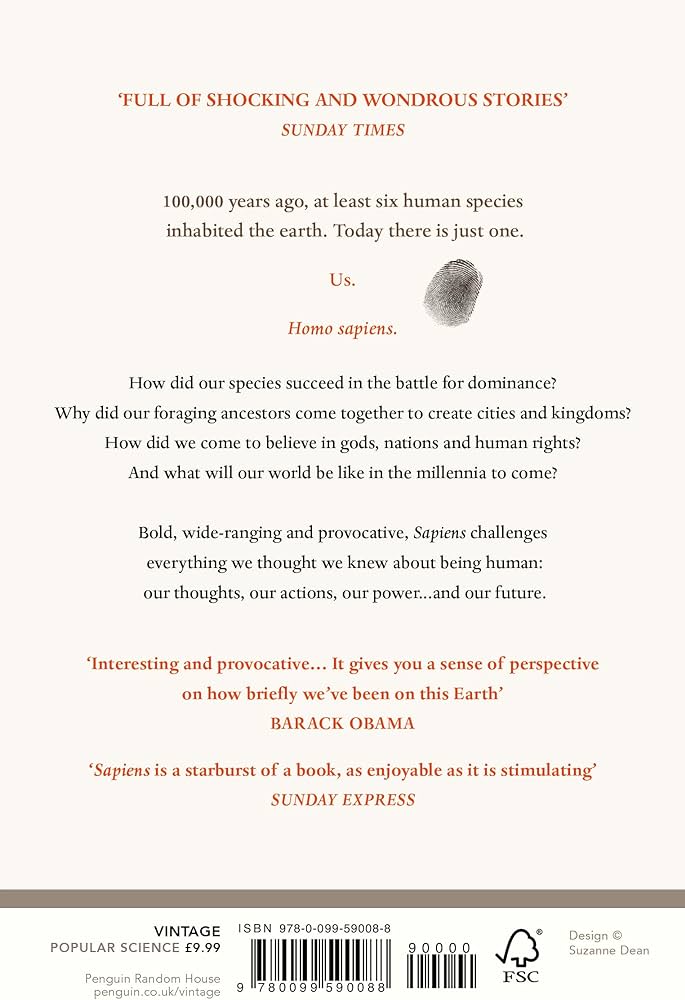 ‘FULL OF SHOCKING AND WONDROUS STORIES’
SUNDAY TIMES
100,000 years ago, at least six human species
inhabited the earth. Today there is just one.
Us.
Homo sapiens.
How did our species succeed in the battle for dominance?
Why did our foraging ancestors come together to create cities and kingdoms?
How did we come to believe in gods, nations and human rights?
And what will our world be like in the millennia to come?
Bold, wide-ranging and provocative, Sapiens challenges
everything we thought we knew about being human:
our thoughts, our actions, our power...and our future.
‘Interesting and provocative… It gives you a sense of perspective
on how briefly we’ve been on this Earth’
BARACK OBAMA
‘Sapiens is a starburst of a book, as enjoyable as it is stimulating’
SUNDAY EXPRESS
VINTAGE
POPULAR SCIENCE £9.99
Penguin Random House
penguin.co.uk/vintage
ISBN 978-0-099-59008-8
9 780099 590088
90000
®
FSC
Design ©
Suzanne Dean